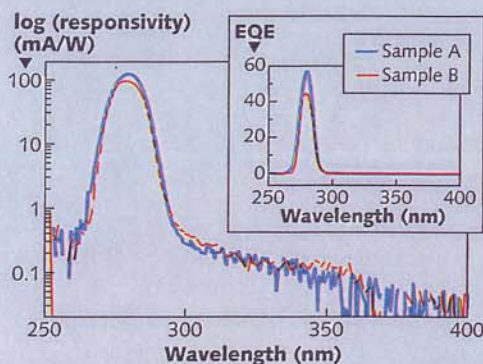 log (responsivity)
(mA/W)
100
10
1
0.1
250
300
350
400
Wavelength (nm)
EQE
60
40
20
0
250
300
350
400
Wavelength (nm)
Sample A
Sample B